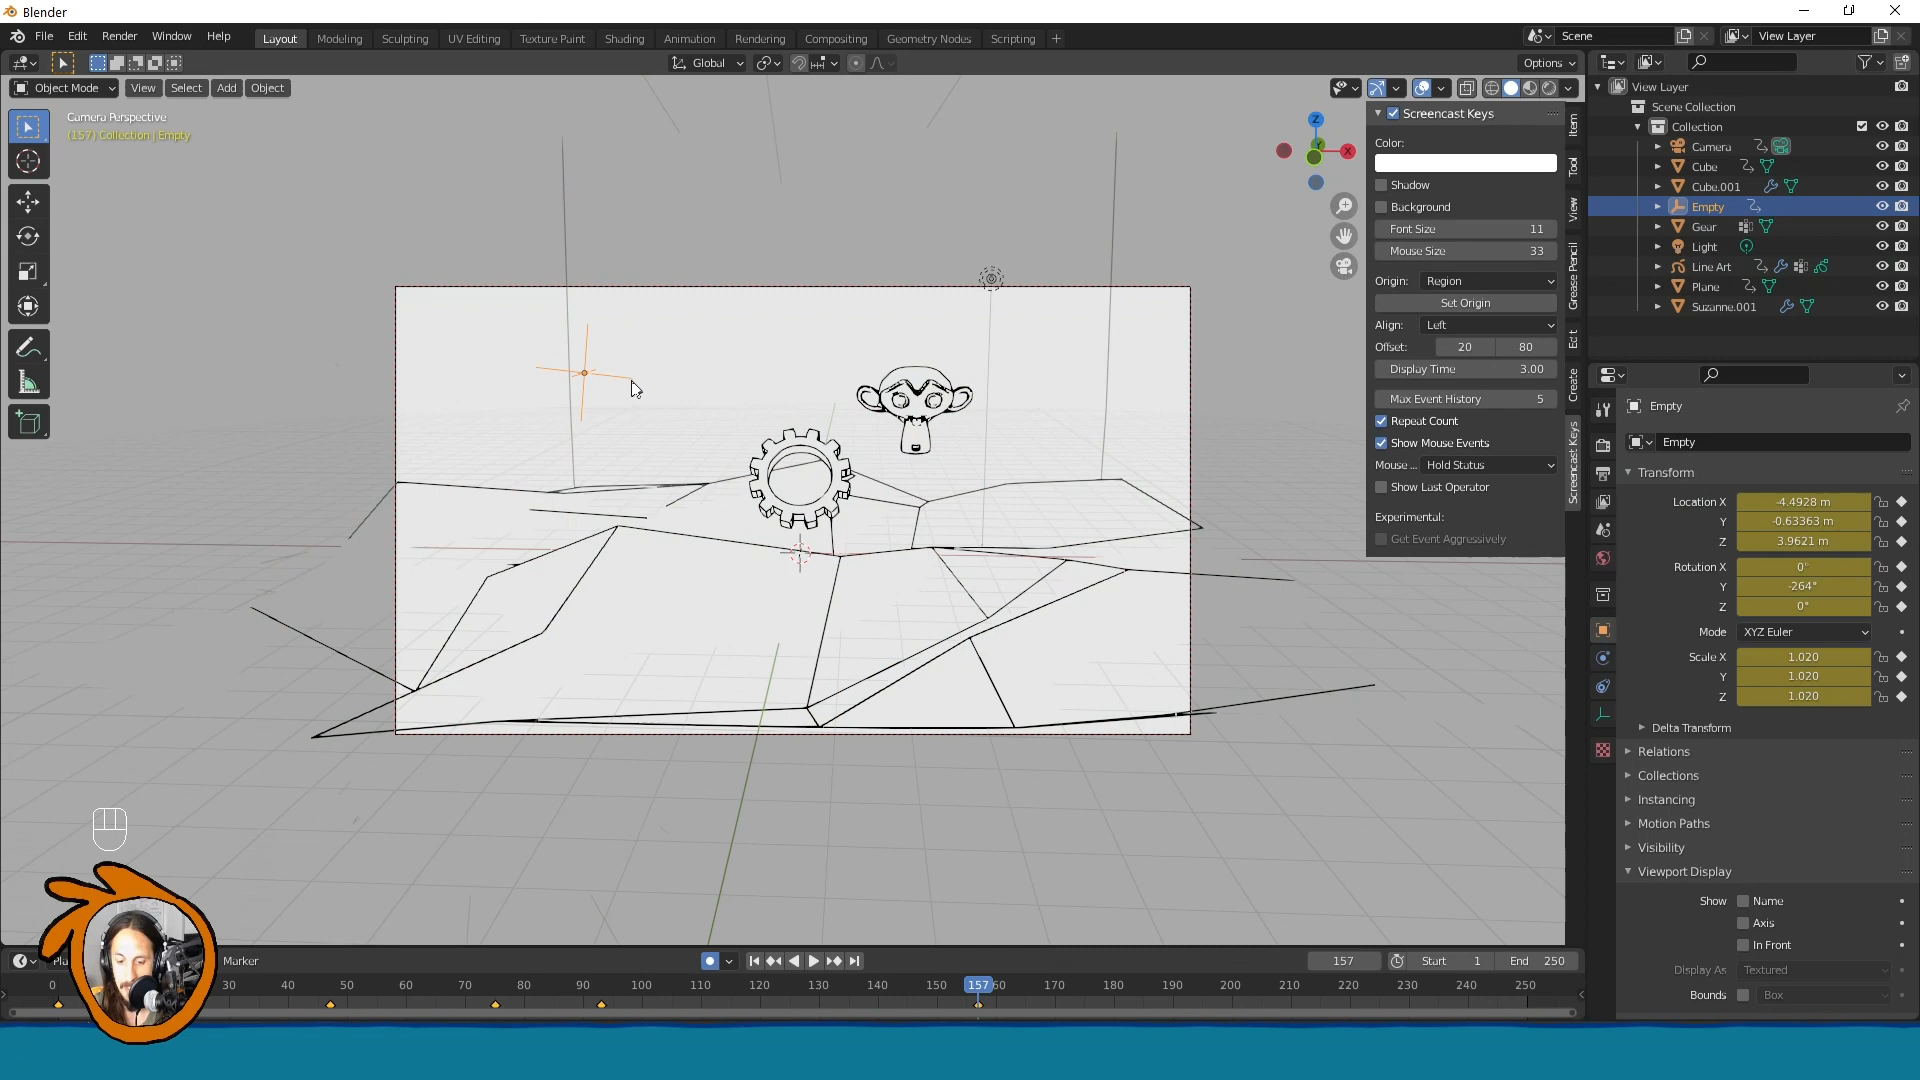 Blender
File Edit Render Window Help
Layout Modeling Sculpting UV Editing Texture Paint Shading Animation Rendering Compositing Geometry Nodes Scripting +
Scene View Layer
Global Options
Object Mode View Select Add Object
Camera Perspective
(157) Collection | Empty
Z
X
Screencast Keys
Color:
Shadow
Background
Font Size 11
Mouse Size 33
Origin: Region
Set Origin
Align: Left
Offset: 20 80
Display Time 3.00
Max Event History 5
Repeat Count
Show Mouse Events
Mouse ... Hold Status
Show Last Operator
Experimental:
Get Event Aggressively
Item
Tool
View
Grease Pencil
Edit
Create
Screencast Keys
View Layer
Scene Collection
Collection
Camera
Cube
Cube.001
Empty
Gear
Light
Line Art
Plane
Suzanne.001
Empty
Empty
Transform
Location X -4.4928 m
Y -0.63363 m
Z 3.9621 m
Rotation X 0°
Y -264°
Z 0°
Mode XYZ Euler
Scale X 1.020
Y 1.020
Z 1.020
Delta Transform
Relations
Collections
Instancing
Motion Paths
Visibility
Viewport Display
Show Name
Axis
In Front
Display As Textured
Bounds Box
Marker
157 Start 1 End 250
0 30 40 50 60 70 80 90 100 110 120 130 140 150 157 60 170 180 190 200 210 220 230 240 250